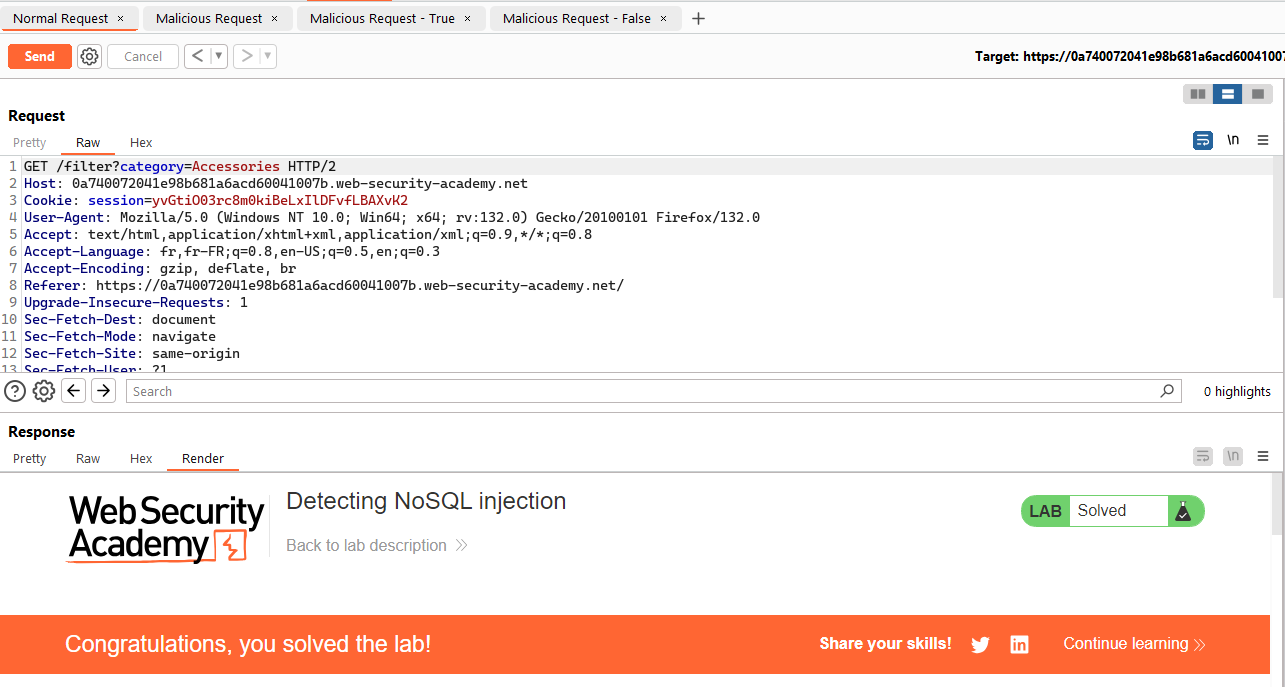 Normal Request × Malicious Request × Malicious Request - True × Malicious Request - False × +
Send Cancel < ▾ > ▾ Target: https://0a740072041e98b681a6acd60041007
Request
Pretty Raw Hex \n
1 GET /filter?category=Accessories HTTP/2
2 Host: 0a740072041e98b681a6acd60041007b.web-security-academy.net
3 Cookie: session=yvGtiO03rc8m0kiBeLxIlDFvfLBAXvK2
4 User-Agent: Mozilla/5.0 (Windows NT 10.0; Win64; x64; rv:132.0) Gecko/20100101 Firefox/132.0
5 Accept: text/html,application/xhtml+xml,application/xml;q=0.9,*/*;q=0.8
6 Accept-Language: fr,fr-FR;q=0.8,en-US;q=0.5,en;q=0.3
7 Accept-Encoding: gzip, deflate, br
8 Referer: https://0a740072041e98b681a6acd60041007b.web-security-academy.net/
9 Upgrade-Insecure-Requests: 1
10 Sec-Fetch-Dest: document
11 Sec-Fetch-Mode: navigate
12 Sec-Fetch-Site: same-origin
13 Sec-Fetch-User: ?1
Search 0 highlights
Response
Pretty Raw Hex Render \n
Web Security
Academy
Detecting NoSQL injection
Back to lab description
LAB Solved
Congratulations, you solved the lab!
Share your skills! Continue learning